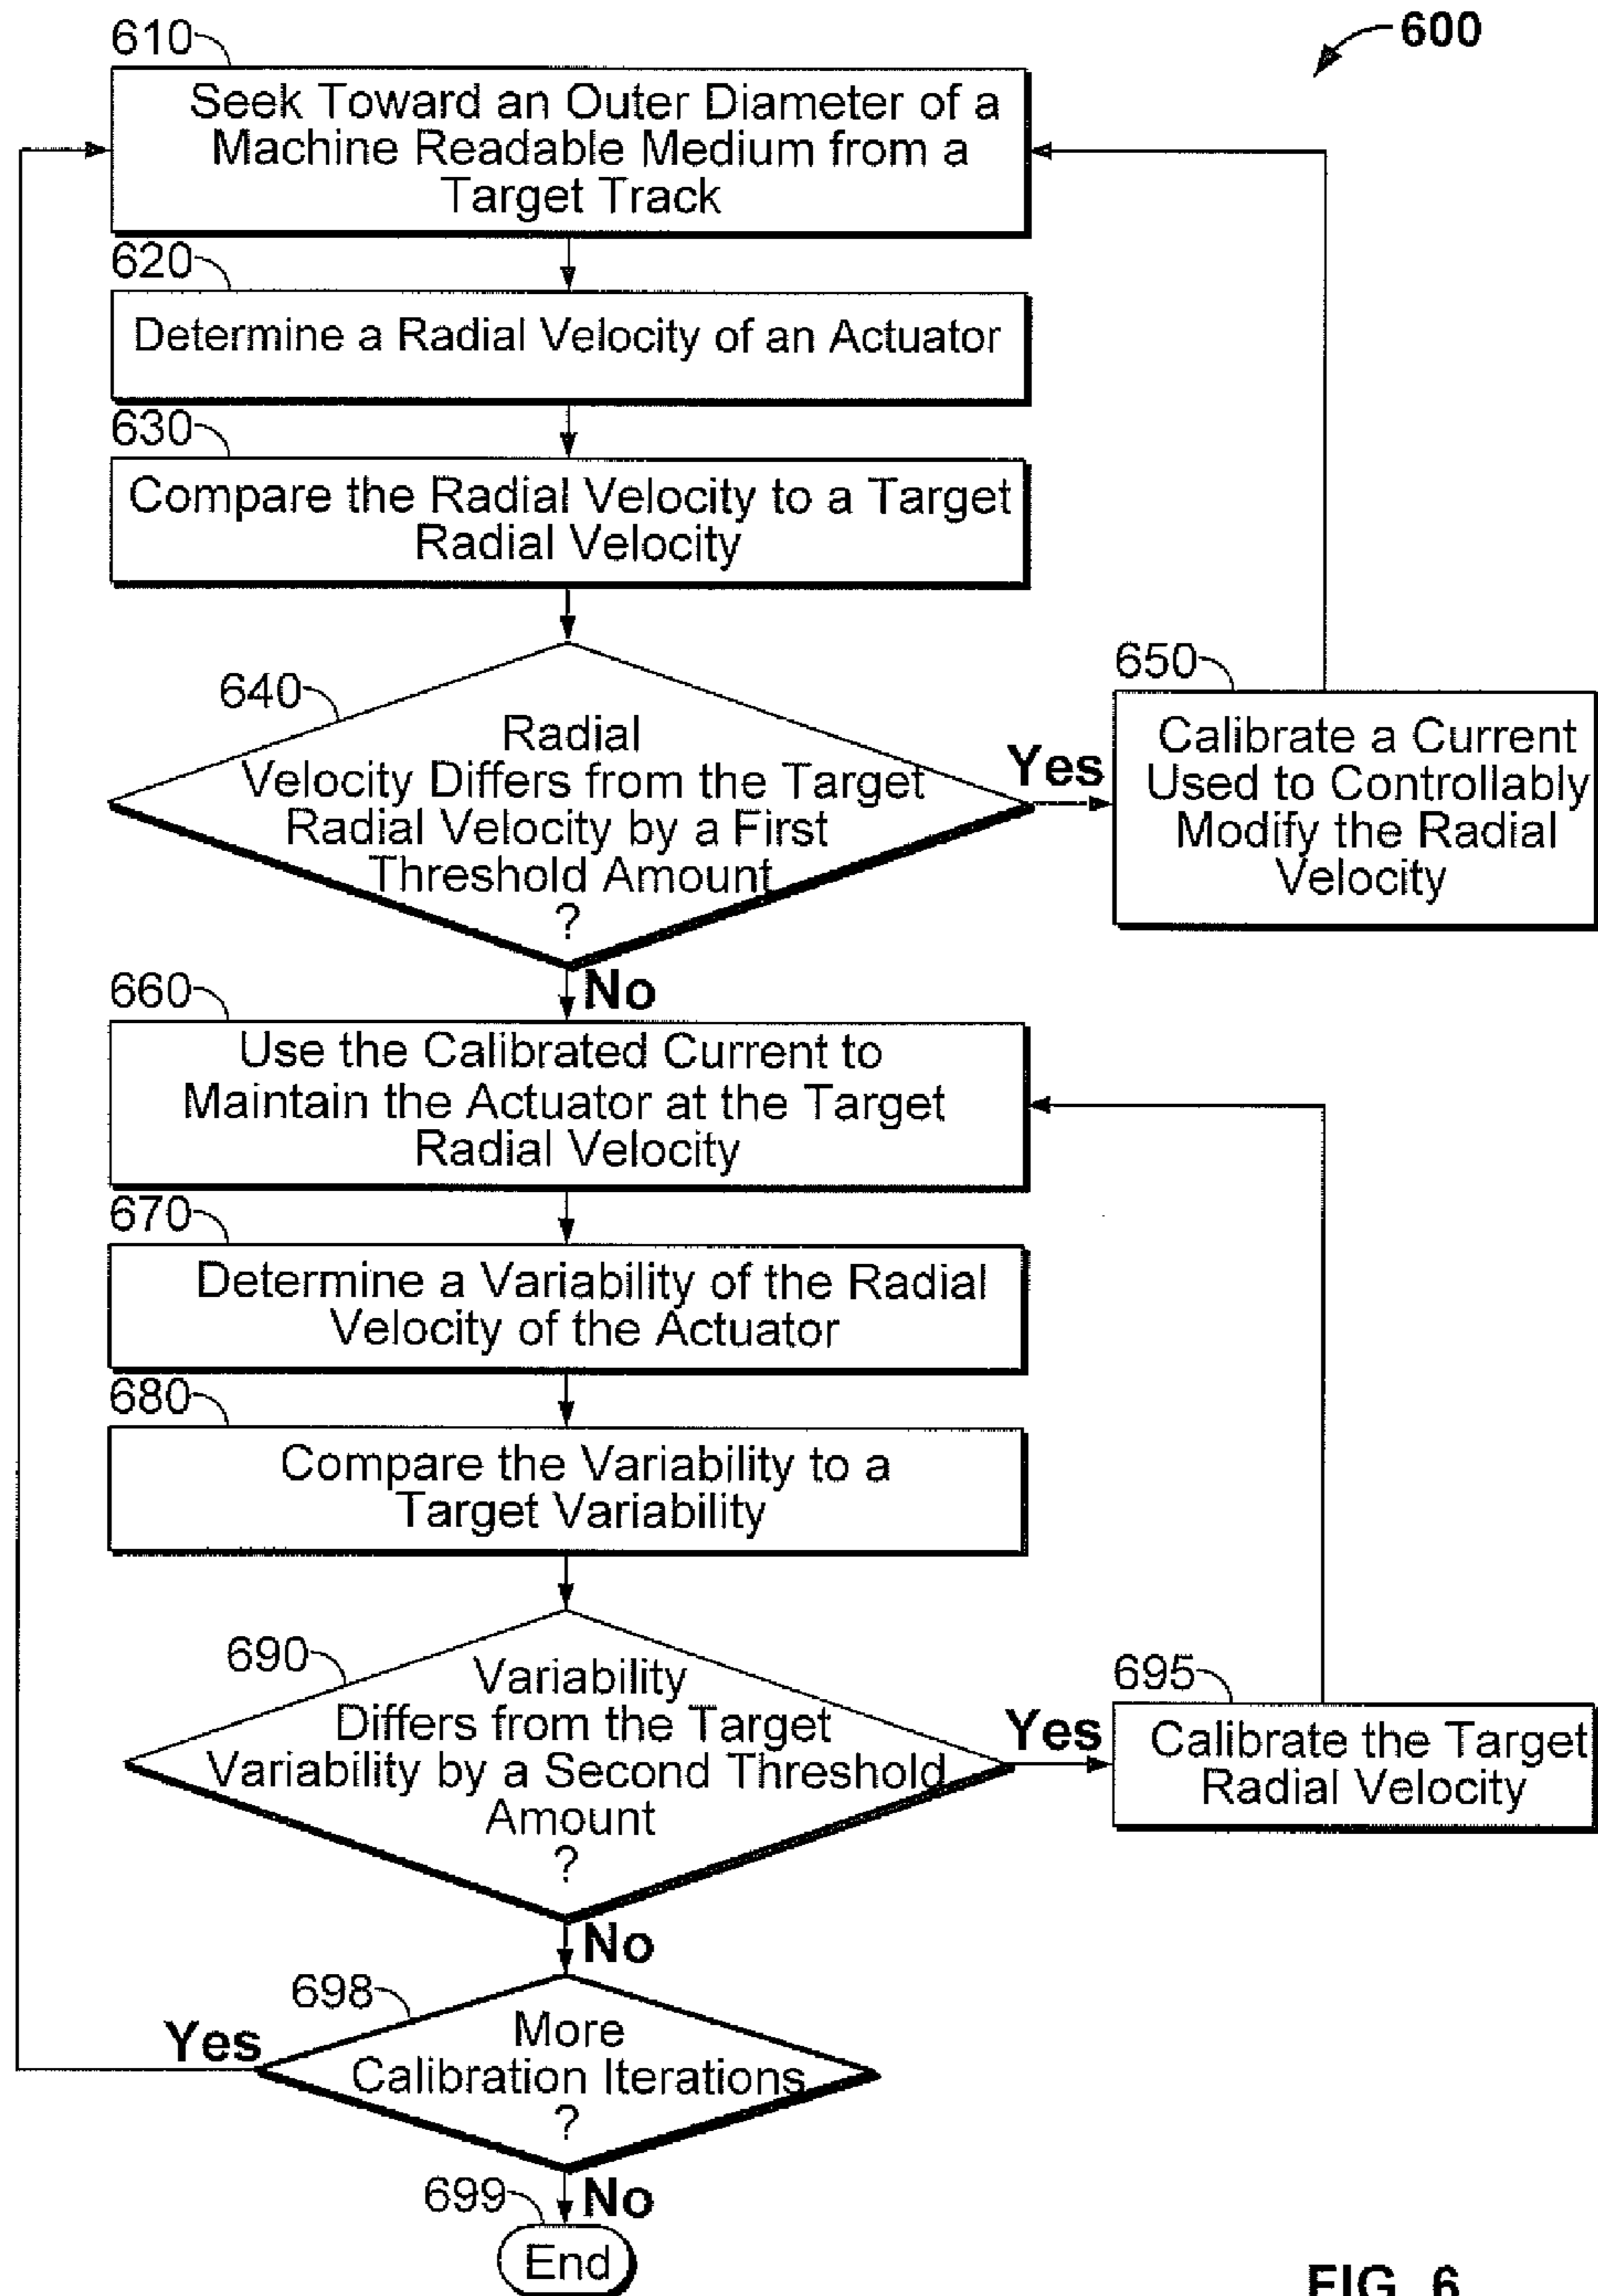 600
610
Seek Toward an Outer Diameter of a
Machine Readable Medium from a
Target Track
620
Determine a Radial Velocity of an Actuator
630
Compare the Radial Velocity to a Target
Radial Velocity
640
Radial
Velocity Differs from the Target
Radial Velocity by a First
Threshold Amount
?
Yes
650
Calibrate a Current
Used to Controllably
Modify the Radial
Velocity
No
660
Use the Calibrated Current to
Maintain the Actuator at the Target
Radial Velocity
670
Determine a Variability of the Radial
Velocity of the Actuator
680
Compare the Variability to a
Target Variability
690
Variability
Differs from the Target
Variability by a Second Threshold
Amount
?
Yes
695
Calibrate the Target
Radial Velocity
No
698
More
Calibration Iterations
?
Yes
No
699
End
FIG. 6